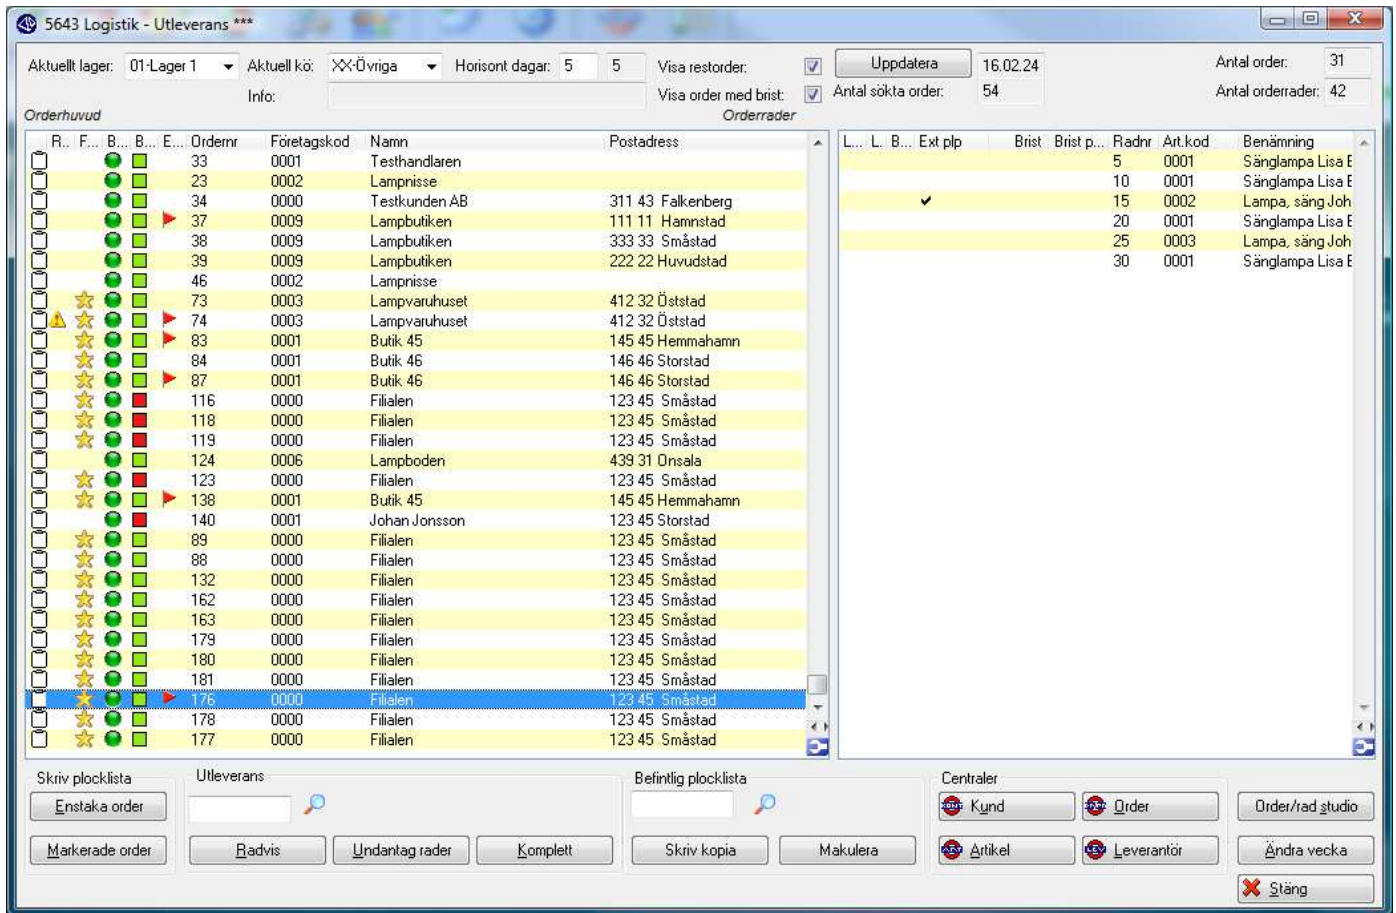 5643 Logistik - Utleverans ***
Aktuellt lager: 01-Lager 1 Aktuell kö: XX-Övriga Horisont dagar: 5 5 Visa restorder: Uppdatera 16.02.24 Antal order: 31
Info: Visa order med brist: Antal sökta order: 54 Antal orderrader: 42
Orderhuvud Orderrader
R... F... B... B... E... Ordernr Företagskod Namn Postadress
33 0001 Testhandlaren
23 0002 Lampnisse
34 0000 Testkunden AB 311 43 Falkenberg
37 0009 Lampbutiken 111 11 Hamnstad
38 0009 Lampbutiken 333 33 Småstad
39 0009 Lampbutiken 222 22 Huvudstad
46 0002 Lampnisse
73 0003 Lampvaruhuset 412 32 Öststad
74 0003 Lampvaruhuset 412 32 Öststad
83 0001 Butik 45 145 45 Hemmahamn
84 0001 Butik 46 146 46 Storstad
87 0001 Butik 46 146 46 Storstad
116 0000 Filialen 123 45 Småstad
118 0000 Filialen 123 45 Småstad
119 0000 Filialen 123 45 Småstad
124 0006 Lampboden 439 31 Onsala
123 0000 Filialen 123 45 Småstad
138 0001 Butik 45 145 45 Hemmahamn
140 0001 Johan Jonsson 123 45 Storstad
89 0000 Filialen 123 45 Småstad
88 0000 Filialen 123 45 Småstad
132 0000 Filialen 123 45 Småstad
162 0000 Filialen 123 45 Småstad
163 0000 Filialen 123 45 Småstad
179 0000 Filialen 123 45 Småstad
180 0000 Filialen 123 45 Småstad
181 0000 Filialen 123 45 Småstad
176 0000 Filialen 123 45 Småstad
178 0000 Filialen 123 45 Småstad
177 0000 Filialen 123 45 Småstad
L... L. B... Ext plp Brist Brist p... Radnr Art.kod Benämning
5 0001 Sänglampa Lisa E
10 0001 Sänglampa Lisa E
15 0002 Lampa, säng Joh
20 0001 Sänglampa Lisa E
25 0003 Lampa, säng Joh
30 0001 Sänglampa Lisa E
Skriv plocklista Utleverans Befintlig plocklista Centraler
Enstaka order Kund Order Order/rad studio
Markerade order Radvis Undantag rader Komplett Skriv kopia Makulera Artikel Leverantör Ändra vecka
Stäng